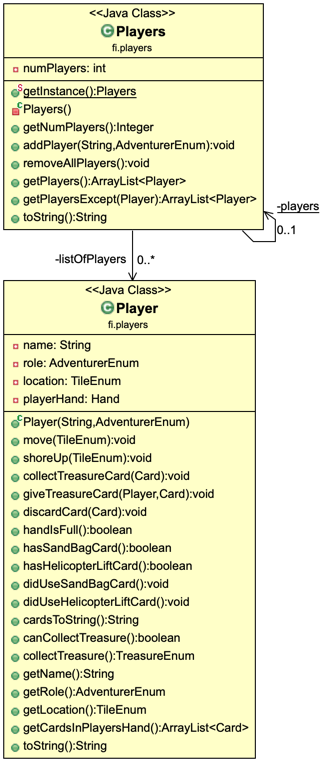 <<Java Class>>
Players
fi.players
numPlayers: int
getInstance():Players
Players()
getNumPlayers():Integer
addPlayer(String,AdventurerEnum):void
removeAllPlayers():void
getPlayers():ArrayList<Player>
getPlayersExcept(Player):ArrayList<Player>
toString():String
-players
0..1
-listOfPlayers 0..*
<<Java Class>>
Player
fi.players
name: String
role: AdventurerEnum
location: TileEnum
playerHand: Hand
Player(String,AdventurerEnum)
move(TileEnum):void
shoreUp(TileEnum):void
collectTreasureCard(Card):void
giveTreasureCard(Player,Card):void
discardCard(Card):void
handIsFull():boolean
hasSandBagCard():boolean
hasHelicopterLiftCard():boolean
didUseSandBagCard():void
didUseHelicopterLiftCard():void
cardsToString():String
canCollectTreasure():boolean
collectTreasure():TreasureEnum
getName():String
getRole():AdventurerEnum
getLocation():TileEnum
getCardsInPlayersHand():ArrayList<Card>
toString():String